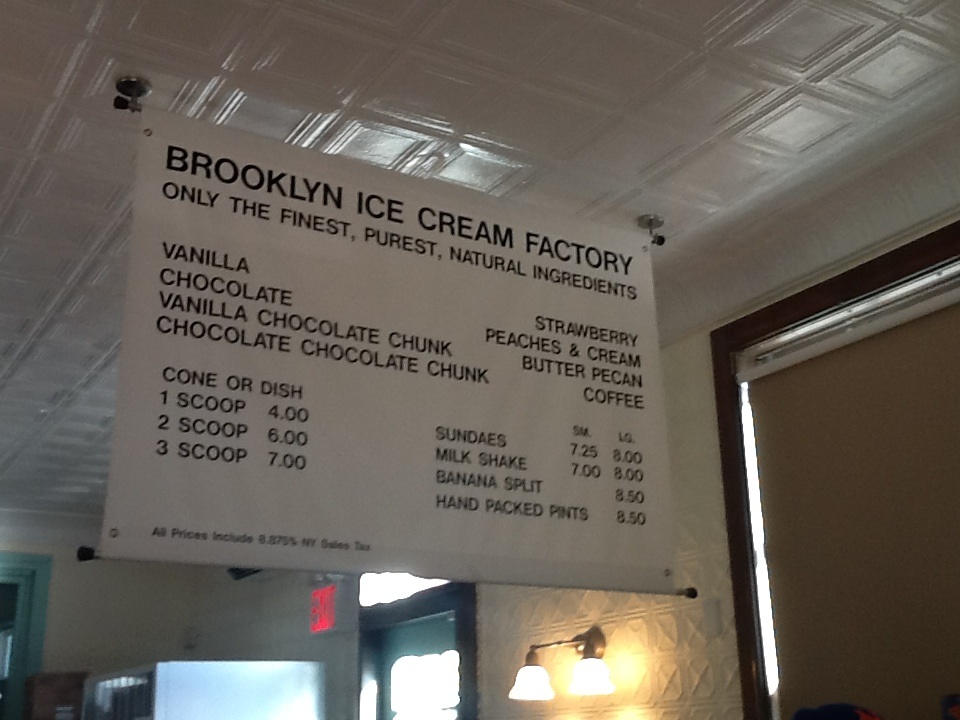 BROOKLYN ICE CREAM FACTORY
ONLY THE FINEST, PUREST, NATURAL INGREDIENTS
VANILLA
CHOCOLATE
VANILLA CHOCOLATE CHUNK
CHOCOLATE CHOCOLATE CHUNK
STRAWBERRY
PEACHES & CREAM
BUTTER PECAN
COFFEE
CONE OR DISH
1 SCOOP 4.00
2 SCOOP 6.00
3 SCOOP 7.00
SM. LG.
SUNDAES 7.25 8.00
MILK SHAKE 7.00 8.00
BANANA SPLIT 8.50
HAND PACKED PINTS 8.50
All Prices Include 8.875% NY Sales Tax
EXIT